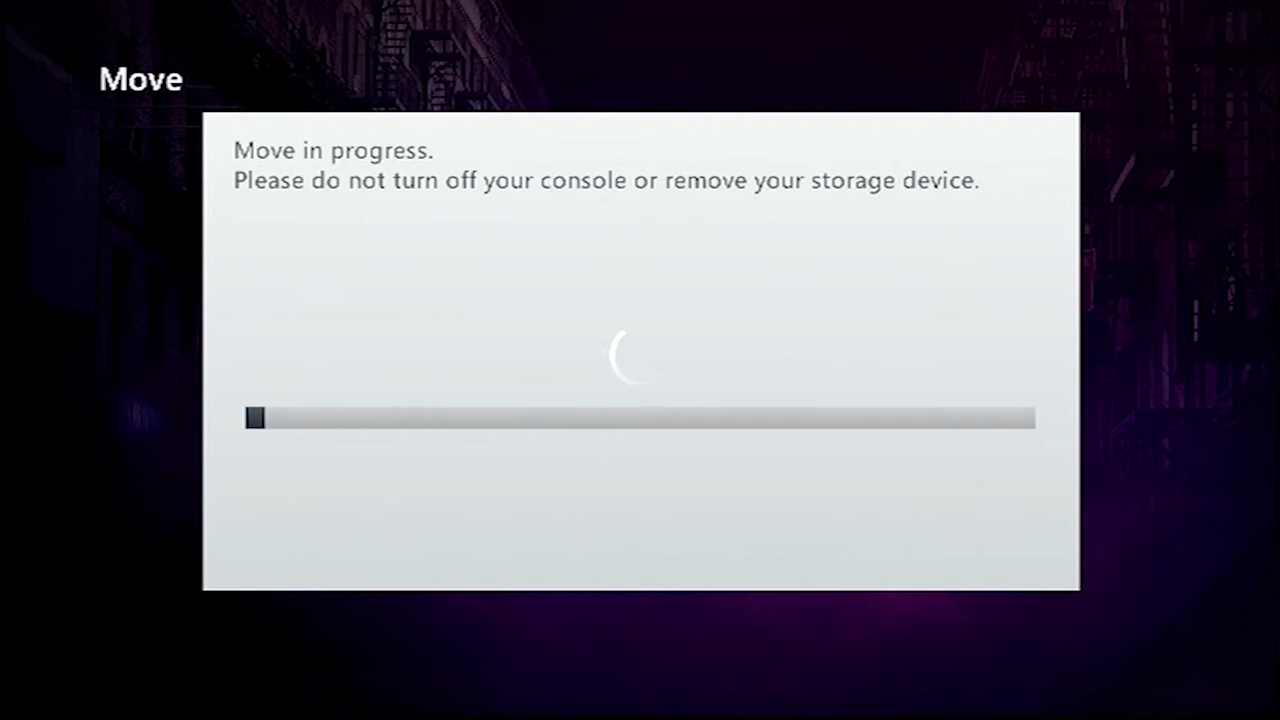 Move
Move in progress.
Please do not turn off your console or remove your storage device.